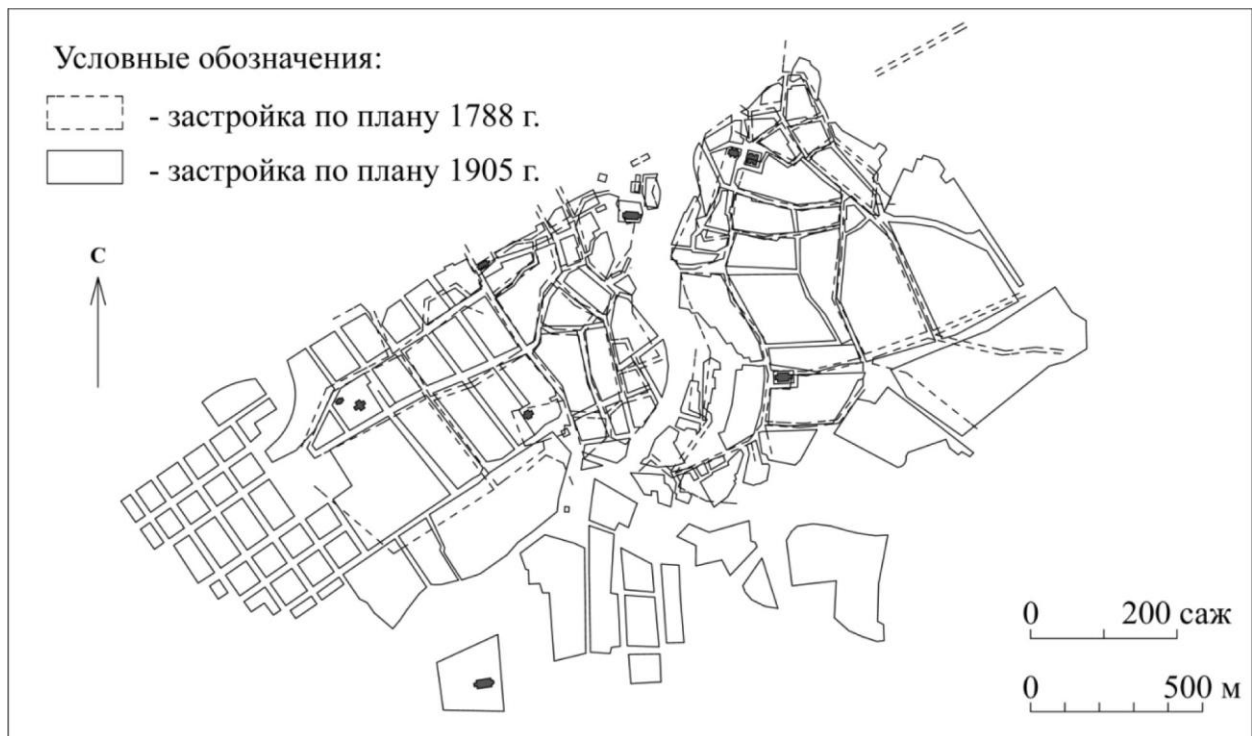 Условные обозначения:
- застройка по плану 1788 г.
- застройка по плану 1905 г.
С
0 200 саж
0 500 м